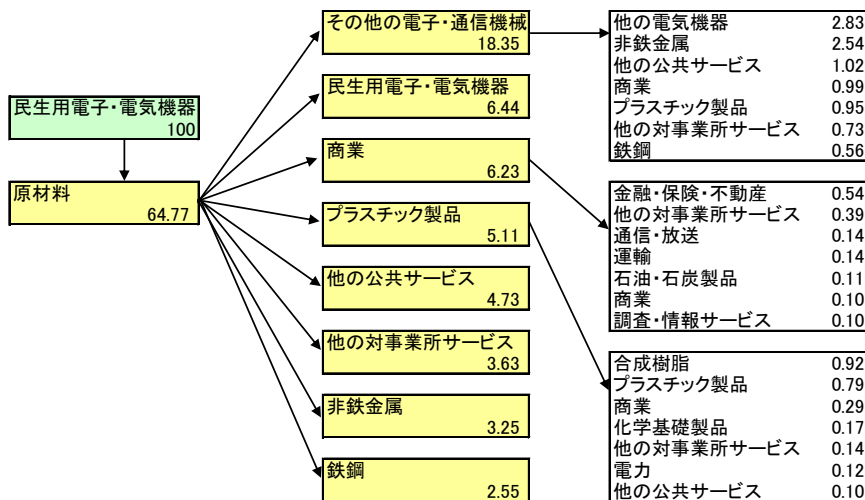 民生用電子・電気機器
100
原材料
64.77
その他の電子・通信機械
18.35
民生用電子・電気機器
6.44
商業
6.23
プラスチック製品
5.11
他の公共サービス
4.73
他の対事業所サービス
3.63
非鉄金属
3.25
鉄鋼
2.55
他の電気機器 2.83
非鉄金属 2.54
他の公共サービス 1.02
商業 0.99
プラスチック製品 0.95
他の対事業所サービス 0.73
鉄鋼 0.56
金融・保険・不動産 0.54
他の対事業所サービス 0.39
通信・放送 0.14
運輸 0.14
石油・石炭製品 0.11
商業 0.10
調査・情報サービス 0.10
合成樹脂 0.92
プラスチック製品 0.79
商業 0.29
化学基礎製品 0.17
他の対事業所サービス 0.14
電力 0.12
他の公共サービス 0.10